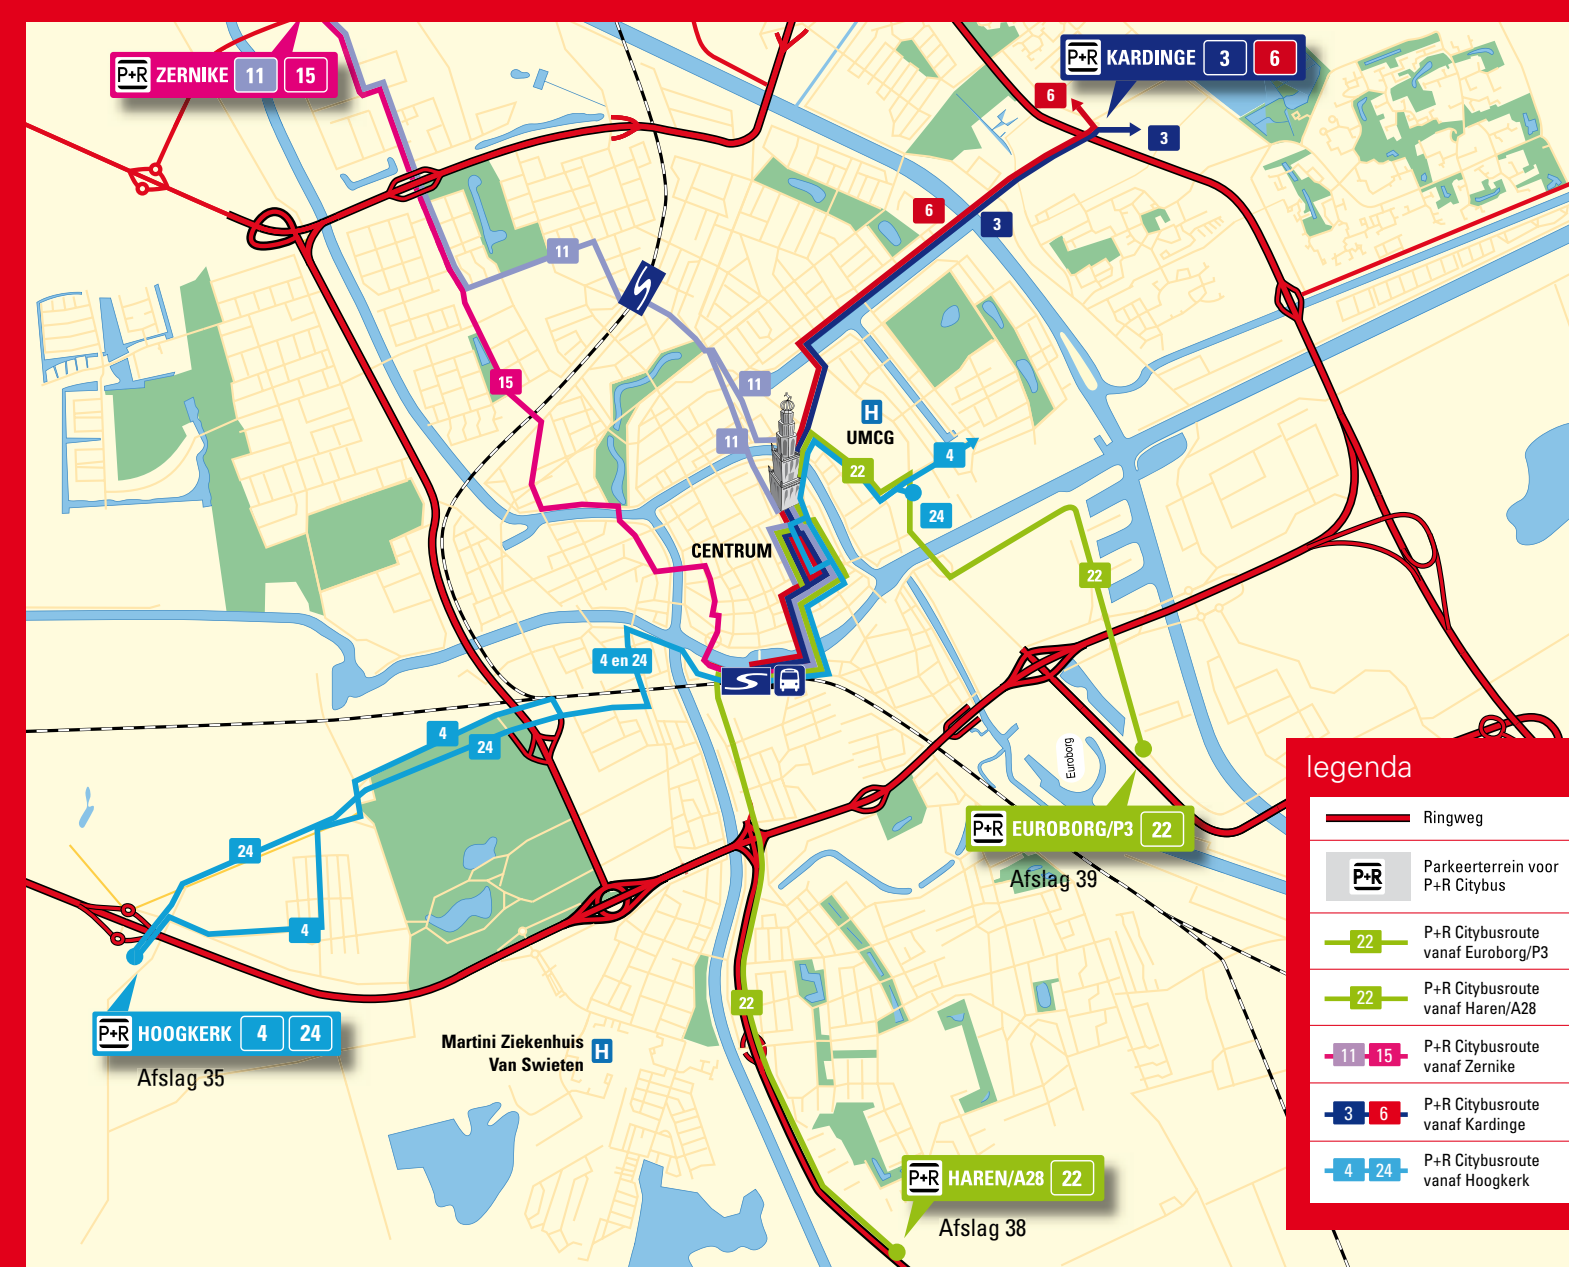 P+R ZERNIKE 11 15
P+R KARDINGE 3 6
6
3
6
3
11
15
11
11
H
UMCG
4
22
24
CENTRUM
22
4 en 24
4
24
Euroborg
24
4
P+R EUROBORG/P3 22
Afslag 39
22
P+R HOOGKERK 4 24
Afslag 35
Martini Ziekenhuis
Van Swieten H
P+R HAREN/A28 22
Afslag 38
legenda
Ringweg
P+R Parkeerterrein voor
P+R Citybus
22 P+R Citybusroute
vanaf Euroborg/P3
22 P+R Citybusroute
vanaf Haren/A28
11 15 P+R Citybusroute
vanaf Zernike
3 6 P+R Citybusroute
vanaf Kardinge
4 24 P+R Citybusroute
vanaf Hoogkerk